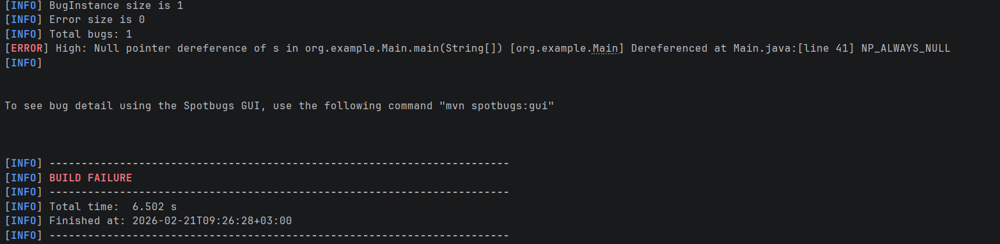 [INFO] BugInstance size is 1
[INFO] Error size is 0
[INFO] Total bugs: 1
[ERROR] High: Null pointer dereference of s in org.example.Main.main(String[]) [org.example.Main] Dereferenced at Main.java:[line 41] NP_ALWAYS_NULL
[INFO]
To see bug detail using the Spotbugs GUI, use the following command "mvn spotbugs:gui"
[INFO] ------------------------------------------------------------------------
[INFO] BUILD FAILURE
[INFO] ------------------------------------------------------------------------
[INFO] Total time:  6.502 s
[INFO] Finished at: 2026-02-21T09:26:28+03:00
[INFO] ------------------------------------------------------------------------